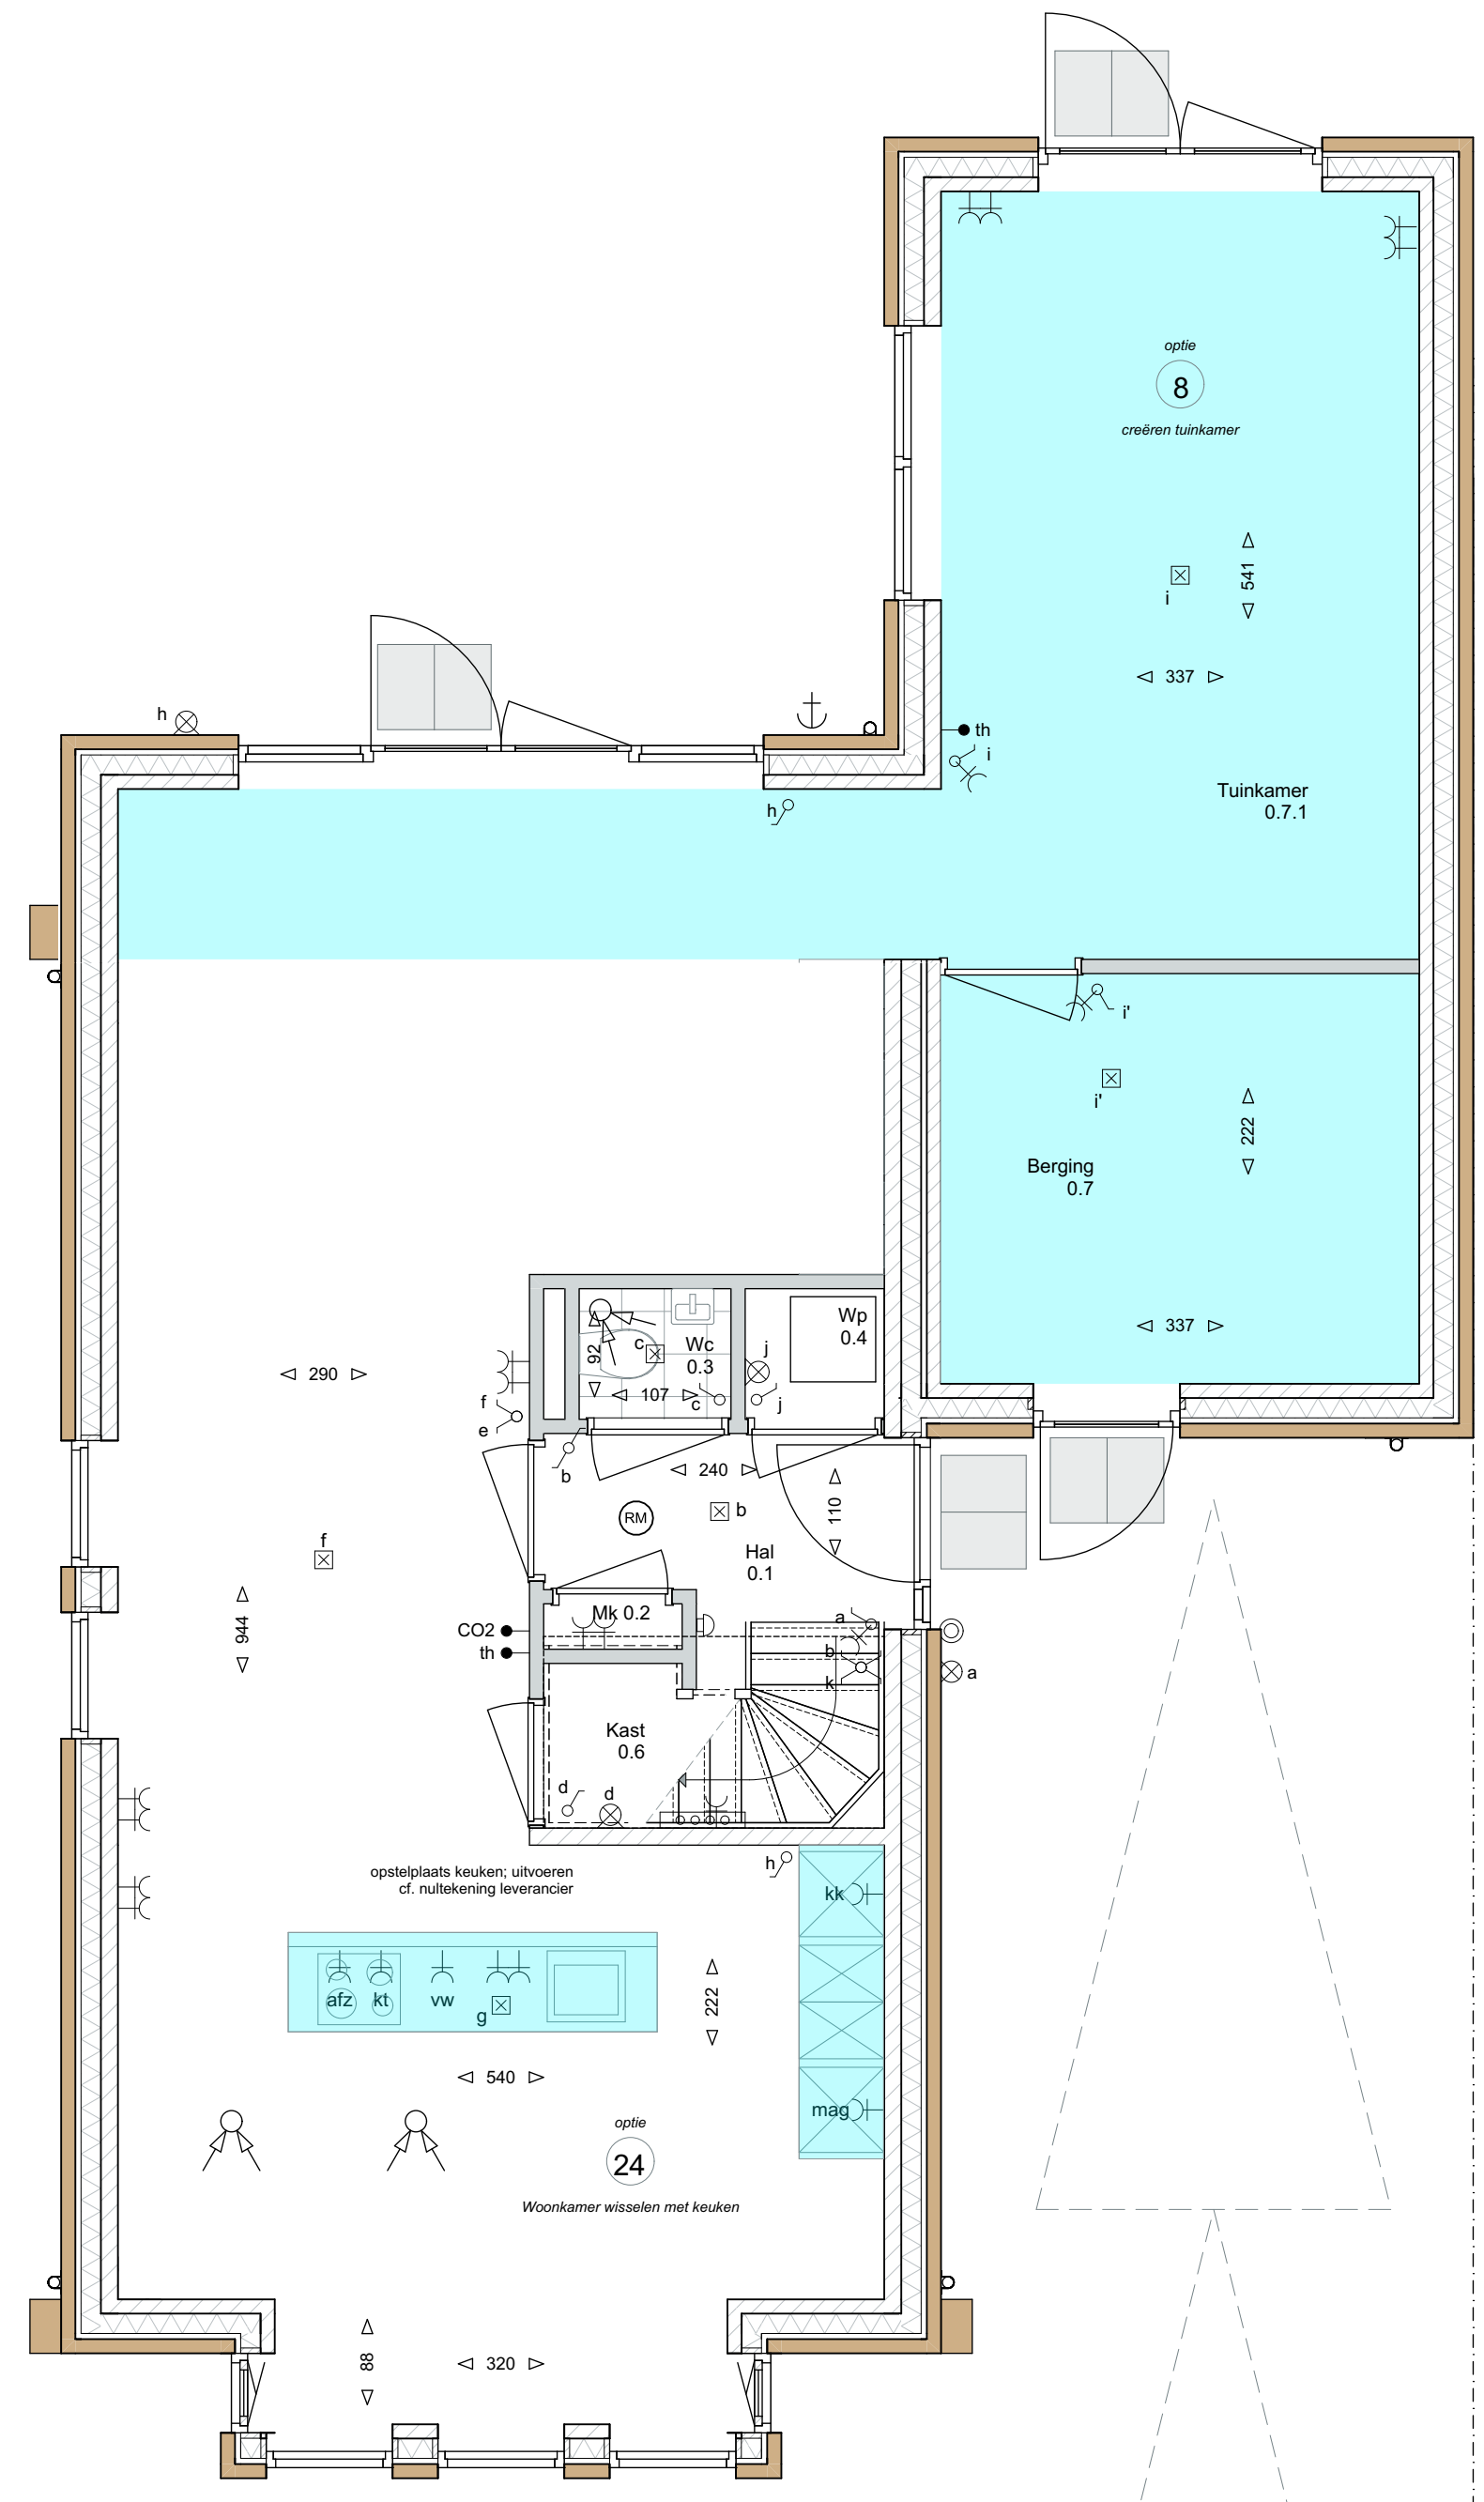 optie
8
creëren tuinkamer
541
i
337
h
th
i
Tuinkamer
0.7.1
h
i'
i'
222
Berging
0.7
337
92
c
Wc
0.3
107
c
Wp
0.4
j
j
290
f
e
b
240
b
110
RM
Hal
0.1
f
944
Mk 0.2
CO2
th
a
b
k
a
Kast
0.6
d
d
opstelplaats keuken; uitvoeren
cf. nultekening leverancier
h
kk
afz
kt
vw
g
222
540
mag
optie
24
Woonkamer wisselen met keuken
88
320